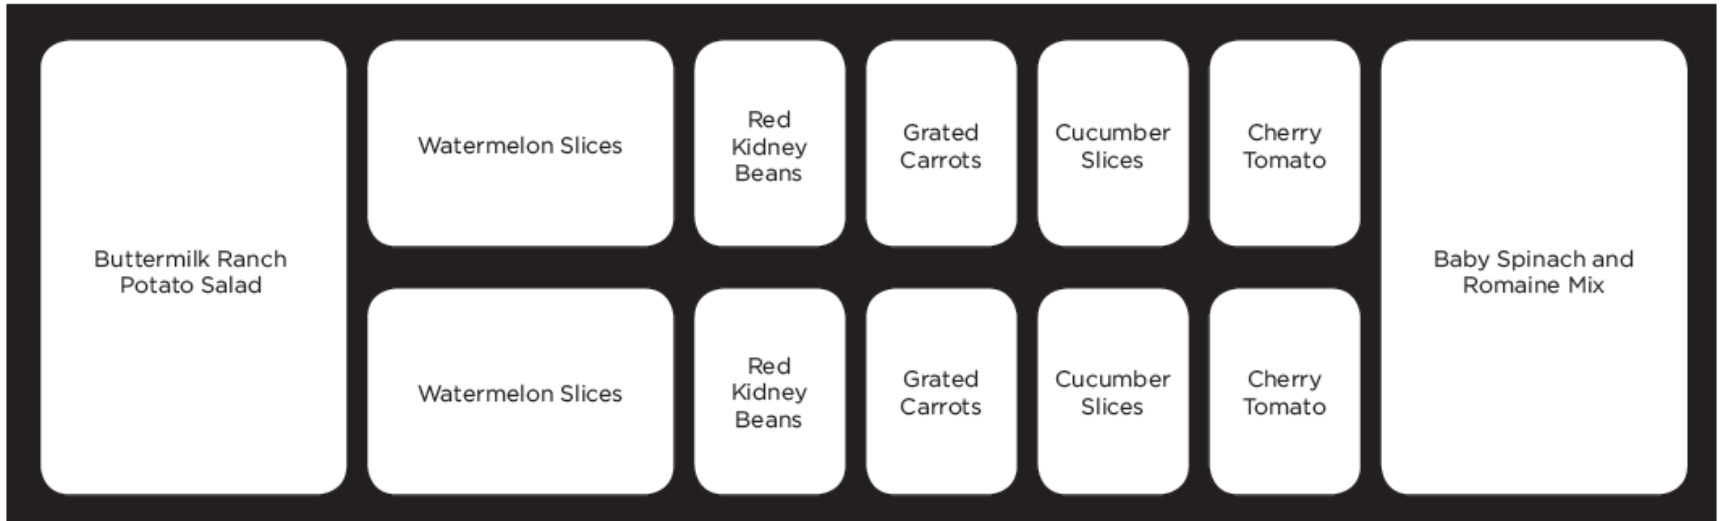 Buttermilk Ranch
Potato Salad
Watermelon Slices
Red
Kidney
Beans
Grated
Carrots
Cucumber
Slices
Cherry
Tomato
Watermelon Slices
Red
Kidney
Beans
Grated
Carrots
Cucumber
Slices
Cherry
Tomato
Baby Spinach and
Romaine Mix